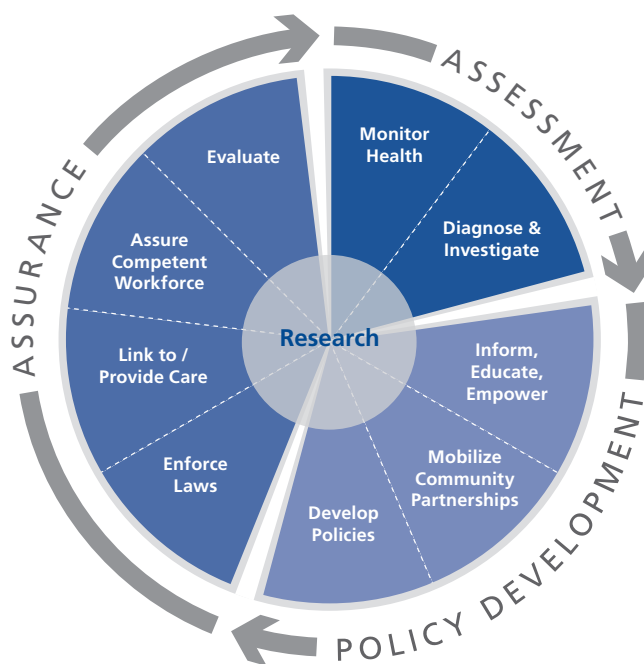 ASSESSMENT
Monitor
Health
Diagnose &
Investigate
POLICY DEVELOPMENT
Inform,
Educate,
Empower
Mobilize
Community
Partnerships
Develop
Policies
ASSURANCE
Enforce
Laws
Link to /
Provide Care
Assure
Competent
Workforce
Evaluate
Research